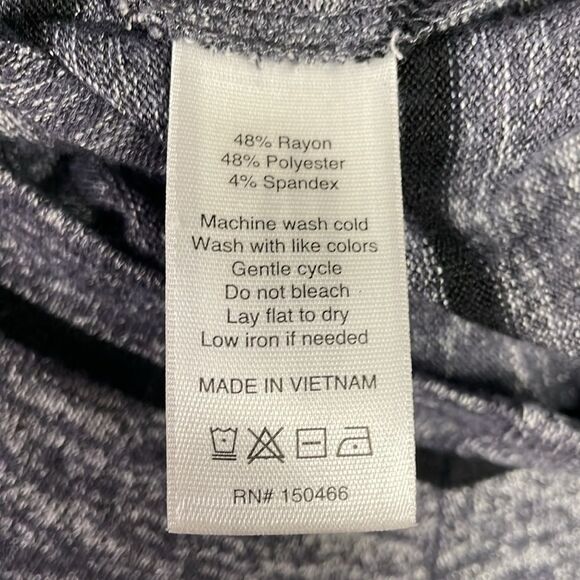 48% Rayon
48% Polyester
4% Spandex
Machine wash cold
Wash with like colors
Gentle cycle
Do not bleach
Lay flat to dry
Low iron if needed
MADE IN VIETNAM
RN# 150466